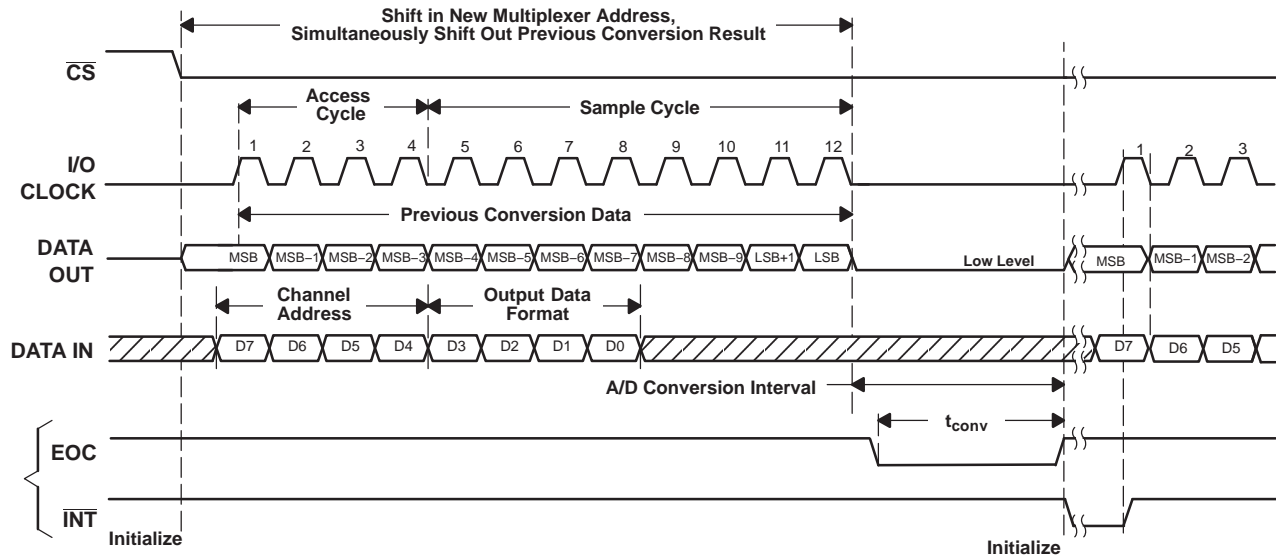 Shift in New Multiplexer Address,
Simultaneously Shift Out Previous Conversion Result
CS
Access
Cycle
Sample Cycle
1 2 3 4 5 6 7 8 9 10 11 12 1 2 3
I/O
CLOCK
Previous Conversion Data
DATA
OUT
MSB MSB–1 MSB–2 MSB–3 MSB–4 MSB–5 MSB–6 MSB–7 MSB–8 MSB–9 LSB+1 LSB Low Level MSB MSB–1 MSB–2
Channel
Address
Output Data
Format
DATA IN D7 D6 D5 D4 D3 D2 D1 D0 D7 D6 D5
A/D Conversion Interval
tconv
EOC
INT
Initialize Initialize